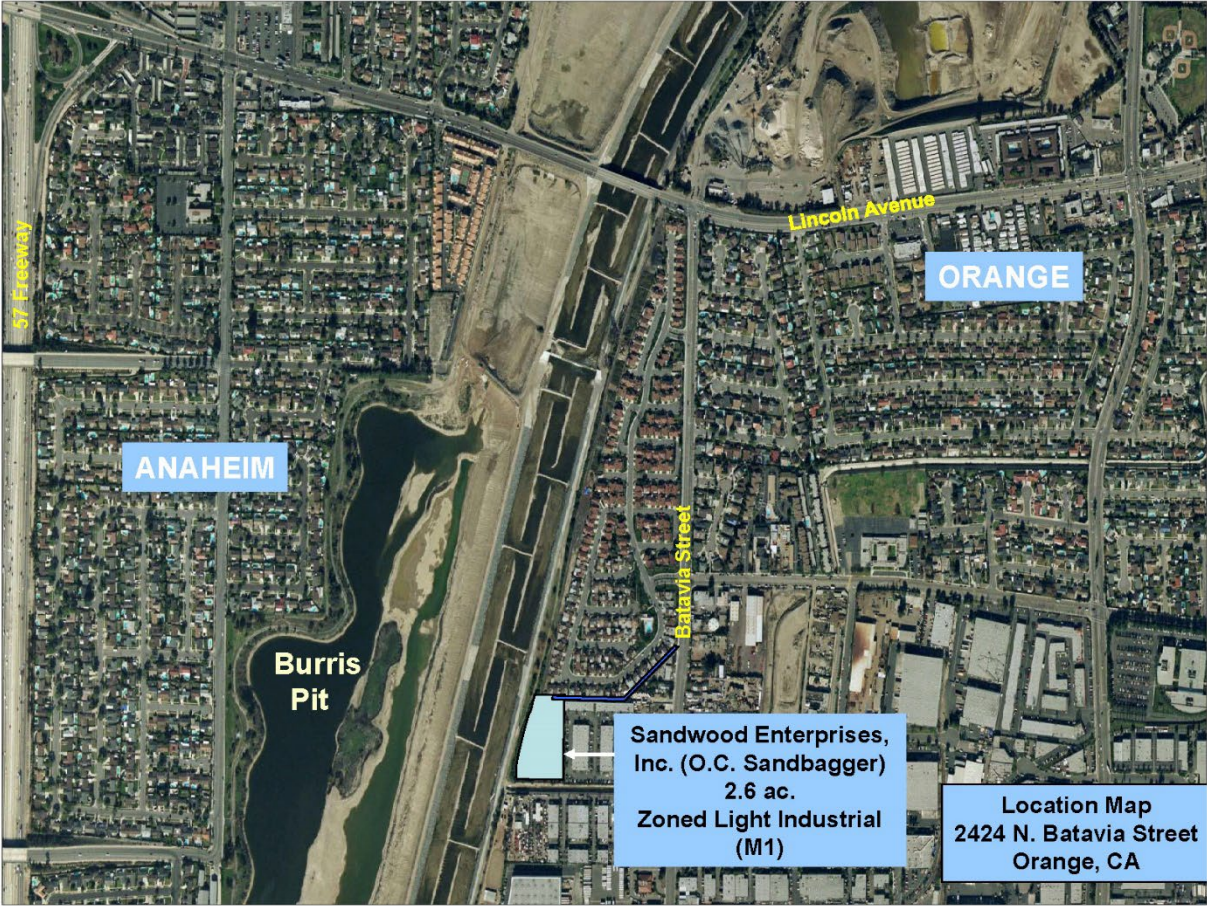 Lincoln Avenue
ORANGE
57 Freeway
ANAHEIM
Batavia Street
Burris
Pit
Sandwood Enterprises,
Inc. (O.C. Sandbagger)
2.6 ac.
Zoned Light Industrial
(M1)
Location Map
2424 N. Batavia Street
Orange, CA